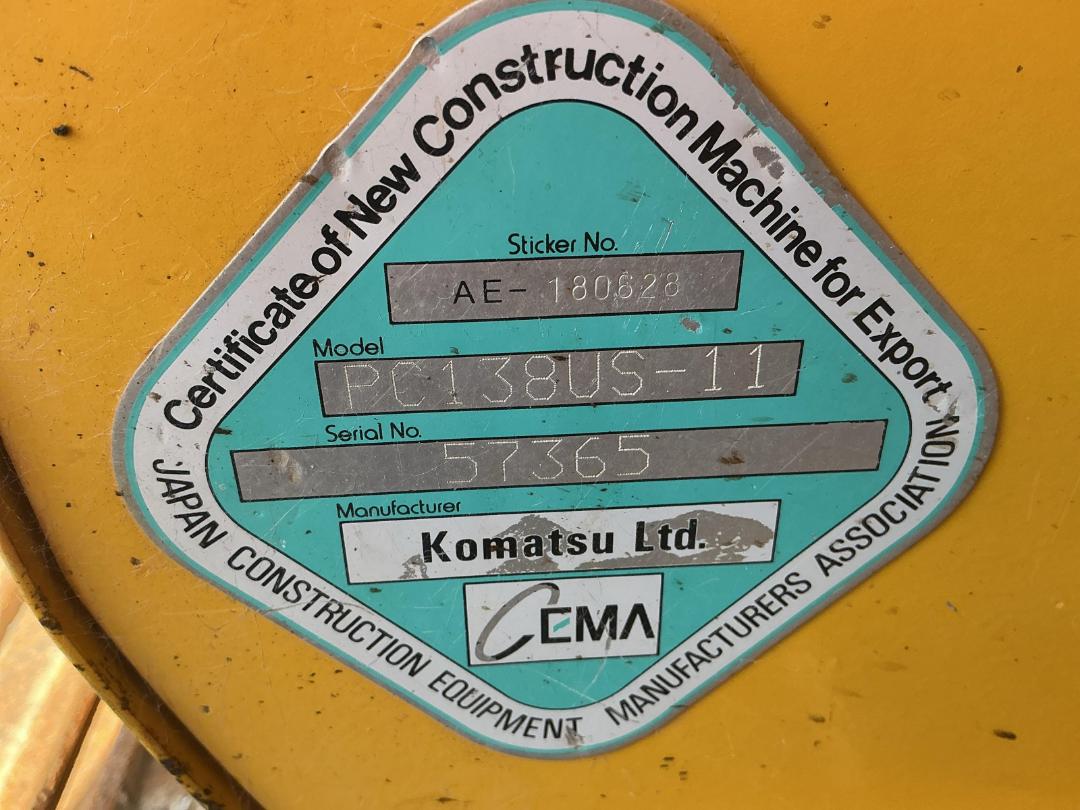 Certificate of New Construction Machine for Export
Sticker No.
AE- 180628
Model
PC138US-11
Serial No.
57365
Manufacturer
Komatsu Ltd.
CEMA
JAPAN CONSTRUCTION EQUIPMENT MANUFACTURERS ASSOCIATION